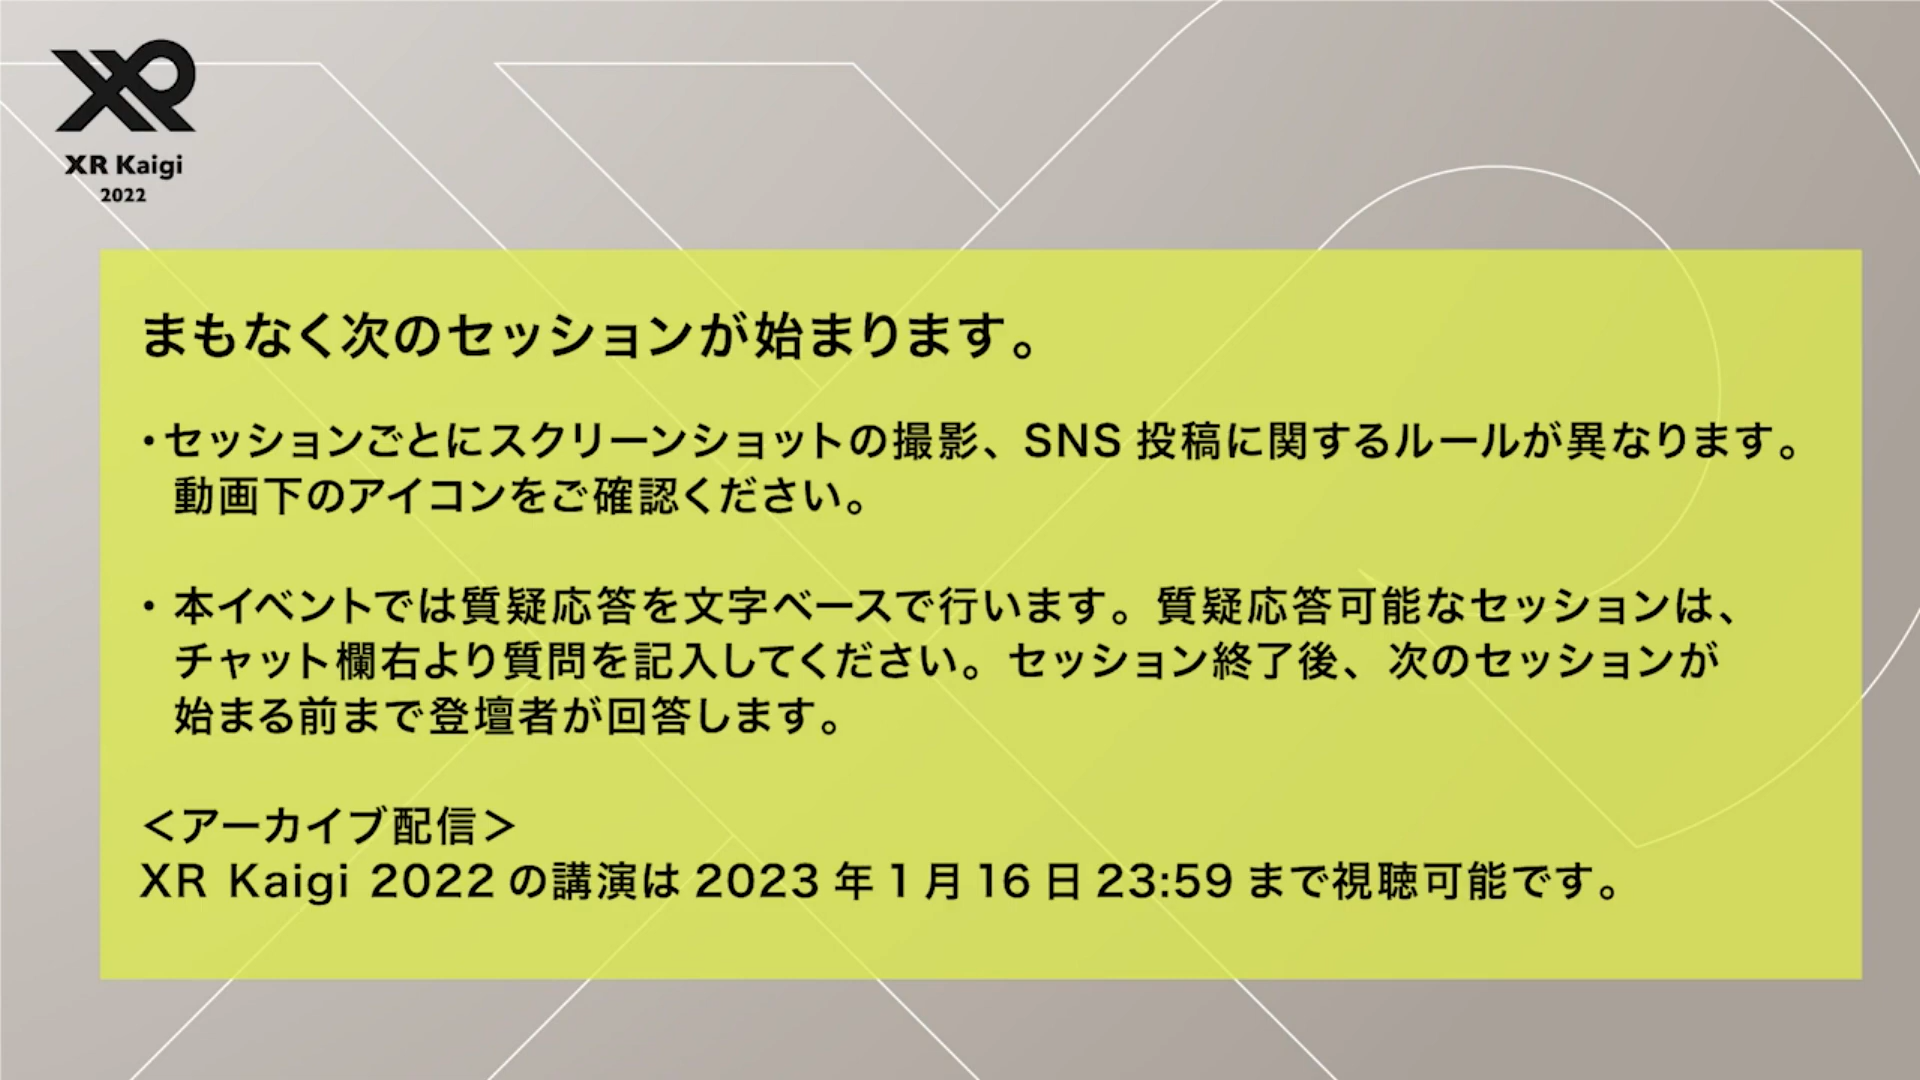 XR
XR Kaigi
2022
まもなく次のセッションが始まります。
・セッションごとにスクリーンショットの撮影、SNS 投稿に関するルールが異なります。
動画下のアイコンをご確認ください。
・本イベントでは質疑応答を文字ベースで行います。質疑応答可能なセッションは、
チャット欄右より質問を記入してください。セッション終了後、次のセッションが
始まる前まで登壇者が回答します。
＜アーカイブ配信＞
XR Kaigi 2022 の講演は 2023 年 1 月 16 日 23:59 まで視聴可能です。